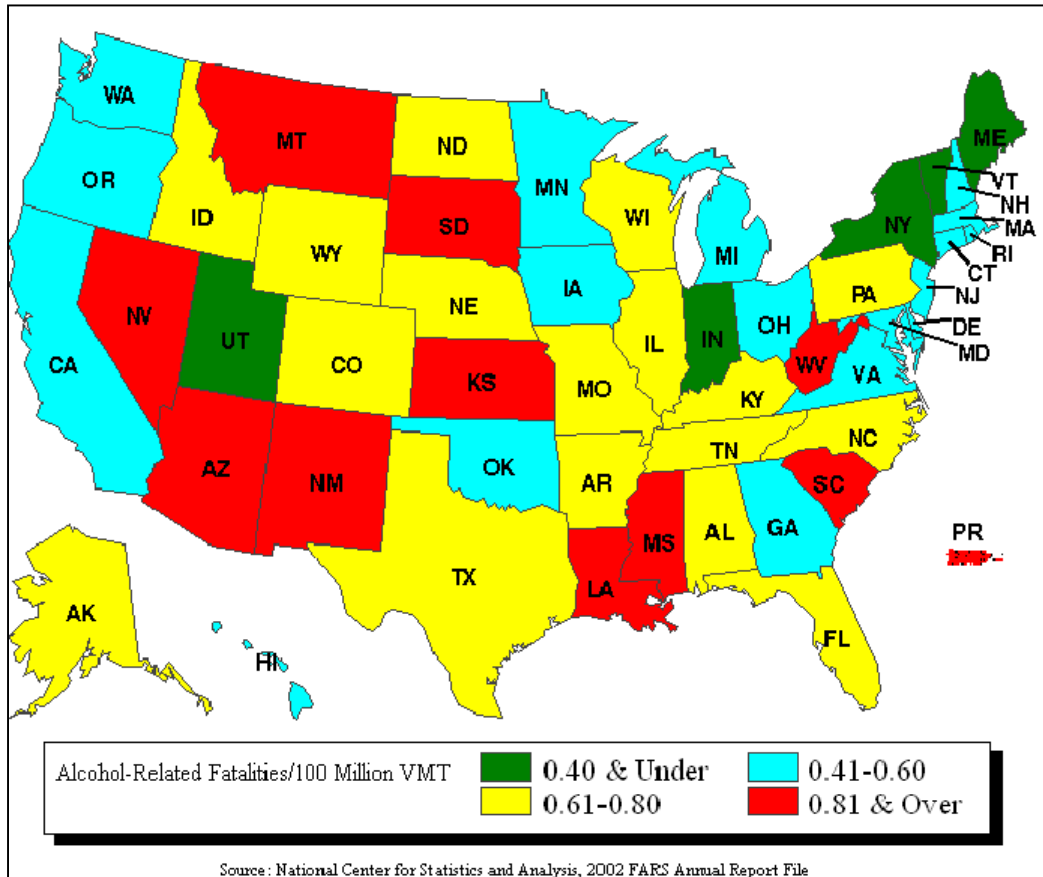 WA
ME
MT
ND
VT
OR
MN
NH
ID
WI
SD
NY
MA
WY
MI
RI
CT
IA
PA
NJ
NE
NV
OH
DE
UT
IL
IN
MD
CA
CO
WV
VA
KS
MO
KY
NC
TN
OK
AZ
NM
AR
SC
GA
PR
MS
AL
TX
LA
AK
FL
HI
Alcohol-Related Fatalities/100 Million VMT
0.40 & Under
0.41-0.60
0.61-0.80
0.81 & Over
Source: National Center for Statistics and Analysis, 2002 FARS Annual Report File